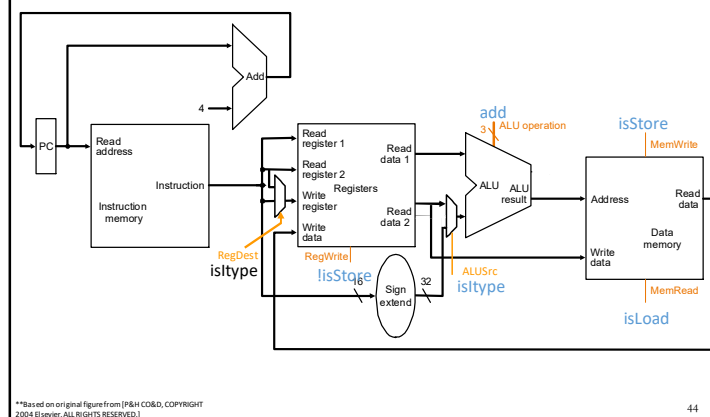 Add
4
PC
Read
address
Instruction
Instruction
memory
Read
register 1
Read
register 2
Write
register
Write
data
Registers
Read
data 1
Read
data 2
RegDest
isItype
RegWrite
!isStore
16
Sign
extend
32
add
3
ALU operation
ALU
ALU
result
ALUSrc
isItype
isStore
MemWrite
Address
Read
data
Data
memory
Write
data
MemRead
isLoad
**Based on original figure from [P&H CO&D, COPYRIGHT
2004 Elsevier. ALL RIGHTS RESERVED.]
44